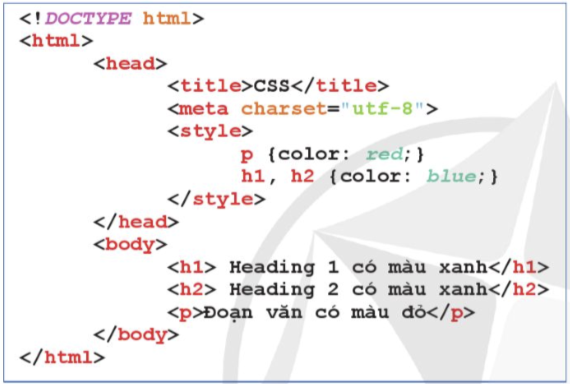 <!DOCTYPE html>
<html>
<head>
<title>CSS</title>
<meta charset="utf-8">
<style>
p {color: red;}
h1, h2 {color: blue;}
</style>
</head>
<body>
<h1> Heading 1 có màu xanh</h1>
<h2> Heading 2 có màu xanh</h2>
<p>Đoạn văn có màu đỏ</p>
</body>
</html>